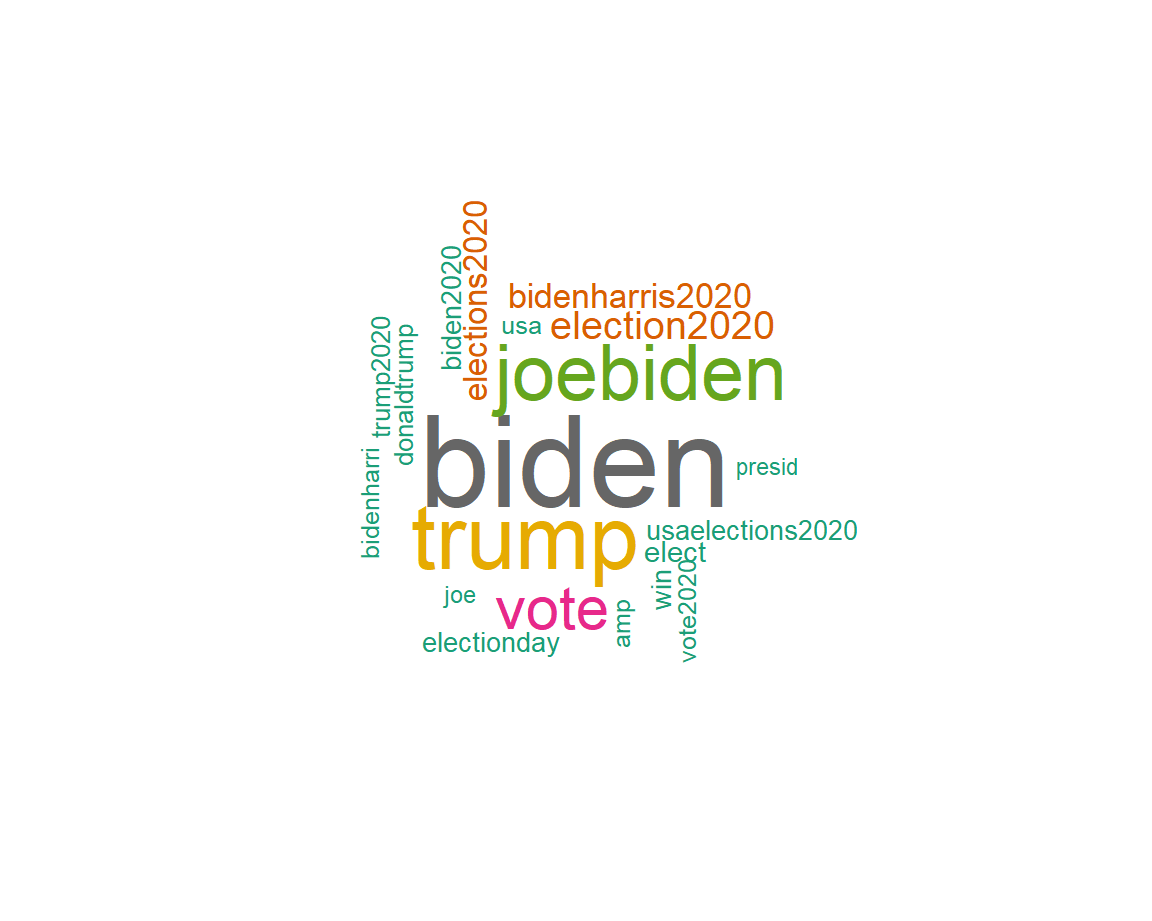 elections2020
biden2020
bidenharris2020
usa
election2020
trump2020
donaldtrump
joebiden
biden
bidenharri
presid
trump
usaelections2020
elect
win
vote2020
joe
vote
amp
electionday